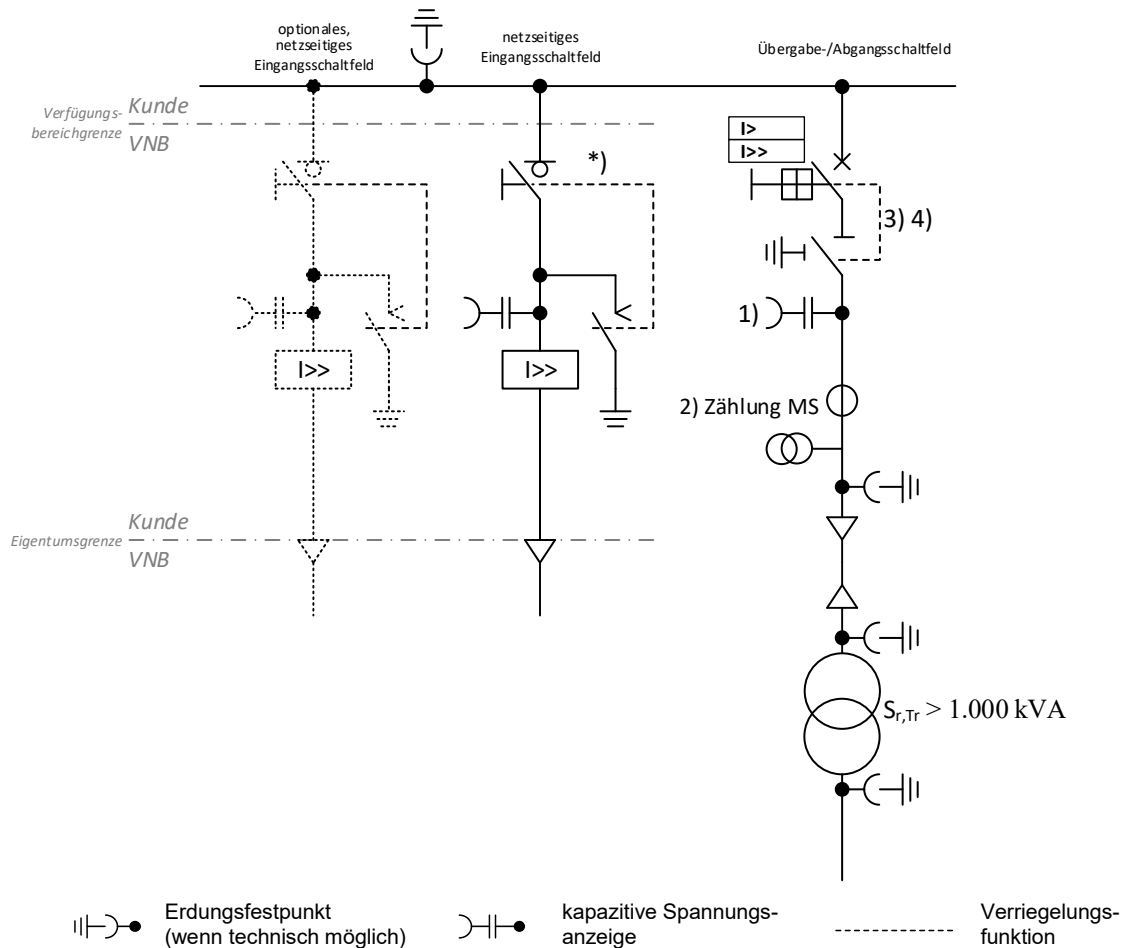 optionales,
netzseitiges
Eingangsschaltfeld
netzseitiges
Eingangsschaltfeld
Übergabe-/Abgangsschaltfeld
Verfügungs-
bereichgrenze
Kunde
VNB
I>
I>>
*)
3) 4)
1)
I>>
I>>
2) Zählung MS
Eigentumsgrenze
Kunde
VNB
Sr,Tr > 1.000 kVA
Erdungsfestpunkt
(wenn technisch möglich)
kapazitive Spannungs-
anzeige
Verriegelungs-
funktion